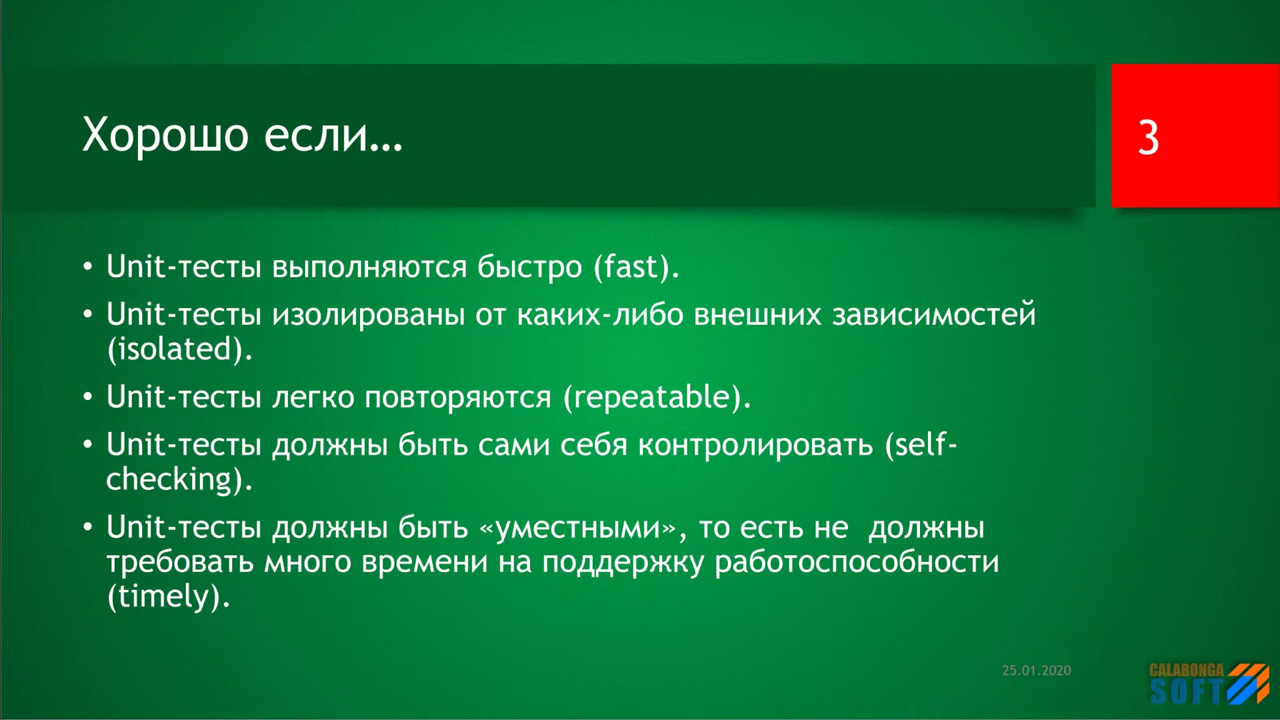 Хорошо если…
3
• Unit-тесты выполняются быстро (fast).
• Unit-тесты изолированы от каких-либо внешних зависимостей
(isolated).
• Unit-тесты легко повторяются (repeatable).
• Unit-тесты должны быть сами себя контролировать (self-
checking).
• Unit-тесты должны быть «уместными», то есть не  должны
требовать много времени на поддержку работоспособности
(timely).
25.01.2020
CALABONGA
SOFT